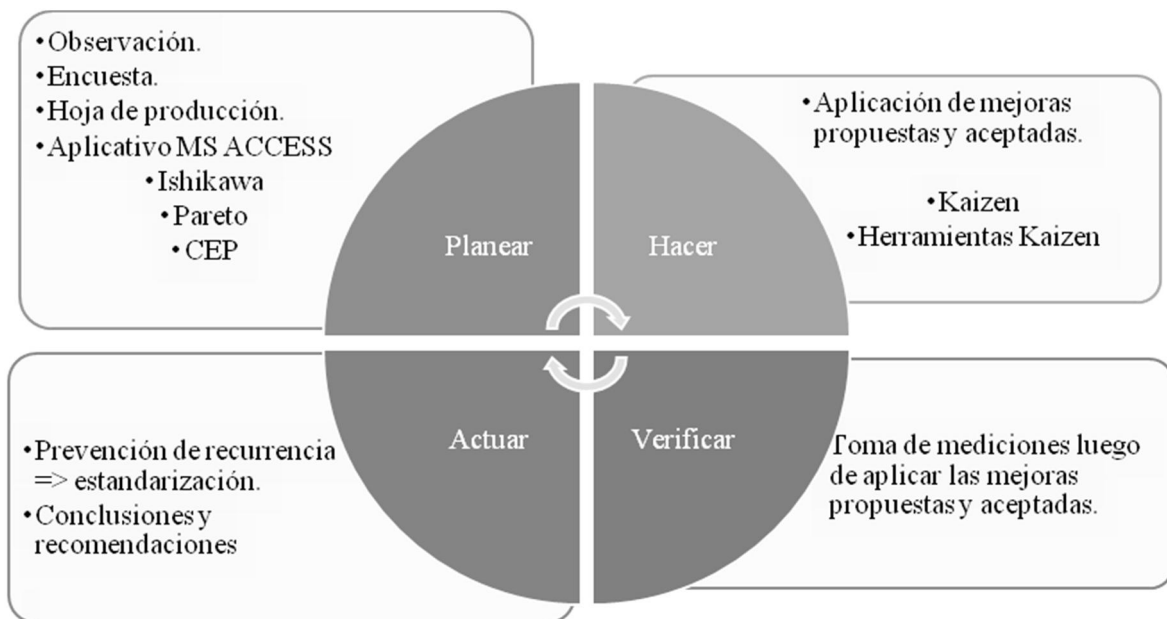 •Observación.
•Encuesta.
•Hoja de producción.
•Aplicativo MS ACCESS
•Ishikawa
•Pareto
•CEP
•Aplicación de mejoras
propuestas y aceptadas.
•Kaizen
•Herramientas Kaizen
Planear
Hacer
Actuar
Verificar
•Prevención de recurrencia
=> estandarización.
•Conclusiones y
recomendaciones
Toma de mediciones luego
de aplicar las mejoras
propuestas y aceptadas.